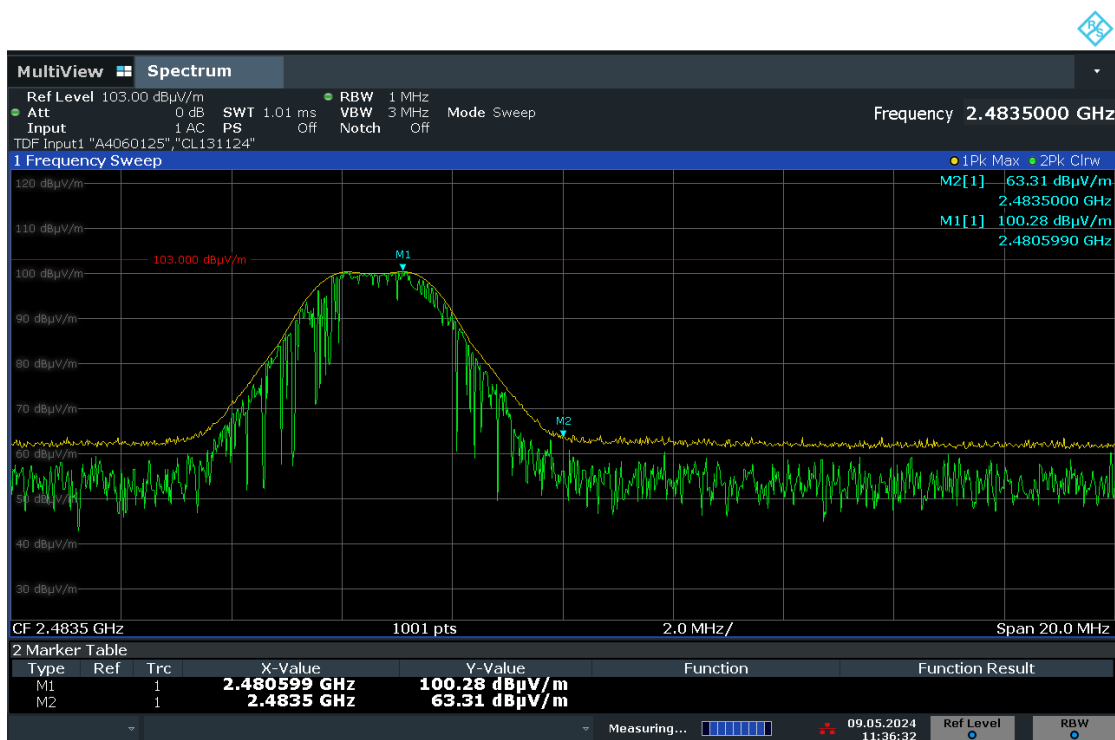 R S
MultiView Spectrum
Ref Level 103.00 dBµV/m RBW 1 MHz
Att 0 dB SWT 1.01 ms VBW 3 MHz Mode Sweep Frequency 2.4835000 GHz
Input 1 AC PS Off Notch Off
TDF Input1 "A4060125","CL131124"
1 Frequency Sweep 1Pk Max 2Pk Clrw
120 dBµV/m M2[1] 63.31 dBµV/m
2.4835000 GHz
110 dBµV/m M1[1] 100.28 dBµV/m
2.4805990 GHz
103.000 dBµV/m M1
100 dBµV/m
90 dBµV/m
80 dBµV/m
70 dBµV/m
M2
60 dBµV/m
50 dBµV/m
40 dBµV/m
30 dBµV/m
CF 2.4835 GHz 1001 pts 2.0 MHz/ Span 20.0 MHz
2 Marker Table
Type Ref Trc X-Value Y-Value Function Function Result
M1 1 2.480599 GHz 100.28 dBµV/m
M2 1 2.4835 GHz 63.31 dBµV/m
Measuring... 09.05.2024 Ref Level RBW
11:36:32